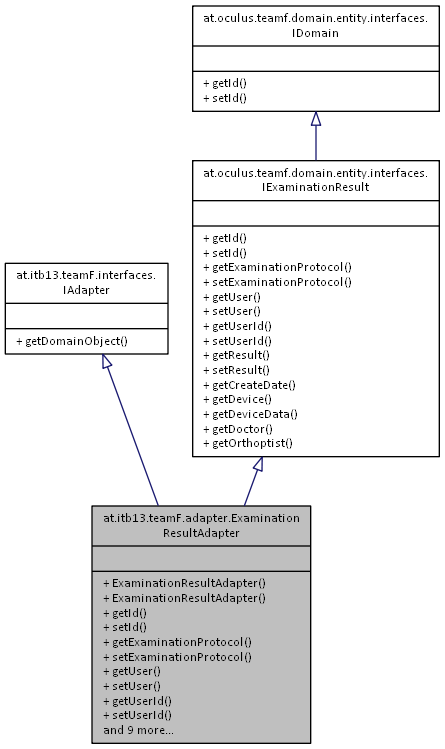 at.oculus.teamf.domain.entity.interfaces.
IDomain
+ getId()
+ setId()
at.oculus.teamf.domain.entity.interfaces.
IExaminationResult
+ getId()
+ setId()
+ getExaminationProtocol()
+ setExaminationProtocol()
+ getUser()
+ setUser()
+ getUserId()
+ setUserId()
+ getResult()
+ setResult()
+ getCreateDate()
+ getDevice()
+ getDeviceData()
+ getDoctor()
+ getOrthoptist()
at.itb13.teamF.interfaces.
IAdapter
+ getDomainObject()
at.itb13.teamF.adapter.Examination
ResultAdapter
+ ExaminationResultAdapter()
+ ExaminationResultAdapter()
+ getId()
+ setId()
+ getExaminationProtocol()
+ setExaminationProtocol()
+ getUser()
+ setUser()
+ getUserId()
+ setUserId()
and 9 more...